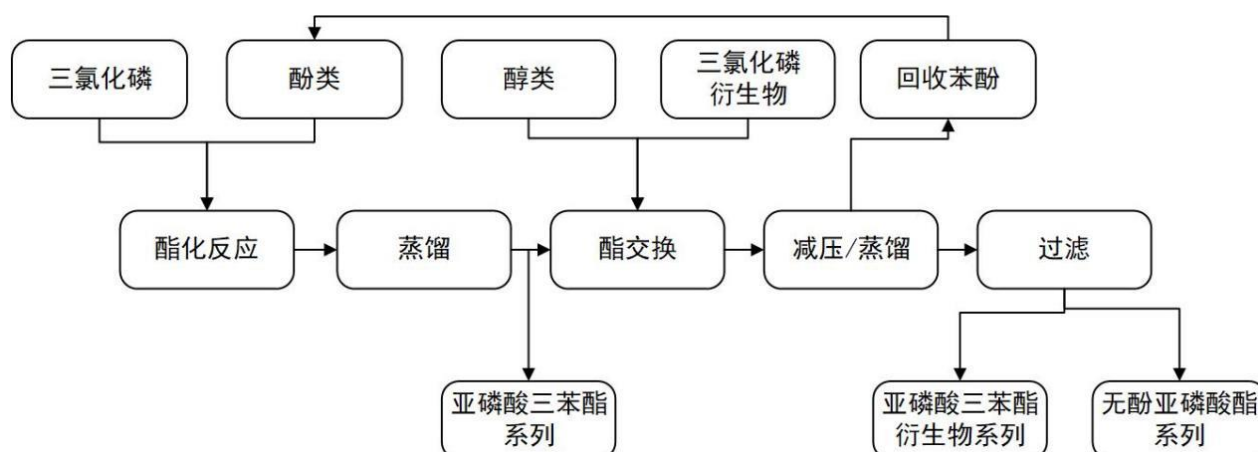 三氯化磷
酚类
醇类
三氯化磷
衍生物
回收苯酚
酯化反应
蒸馏
酯交换
减压/蒸馏
过滤
亚磷酸三苯酯
系列
亚磷酸三苯酯
衍生物系列
无酚亚磷酸酯
系列